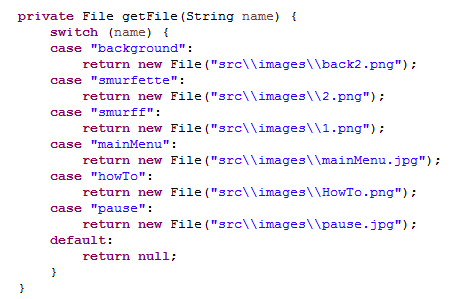 private File getFile(String name) {
    switch (name) {
    case "background":
        return new File("src\\images\\back2.png");
    case "smurfette":
        return new File("src\\images\\2.png");
    case "smurff":
        return new File("src\\images\\1.png");
    case "mainMenu":
        return new File("src\\images\\mainMenu.jpg");
    case "howTo":
        return new File("src\\images\\HowTo.png");
    case "pause":
        return new File("src\\images\\pause.jpg");
    default:
        return null;
    }
}